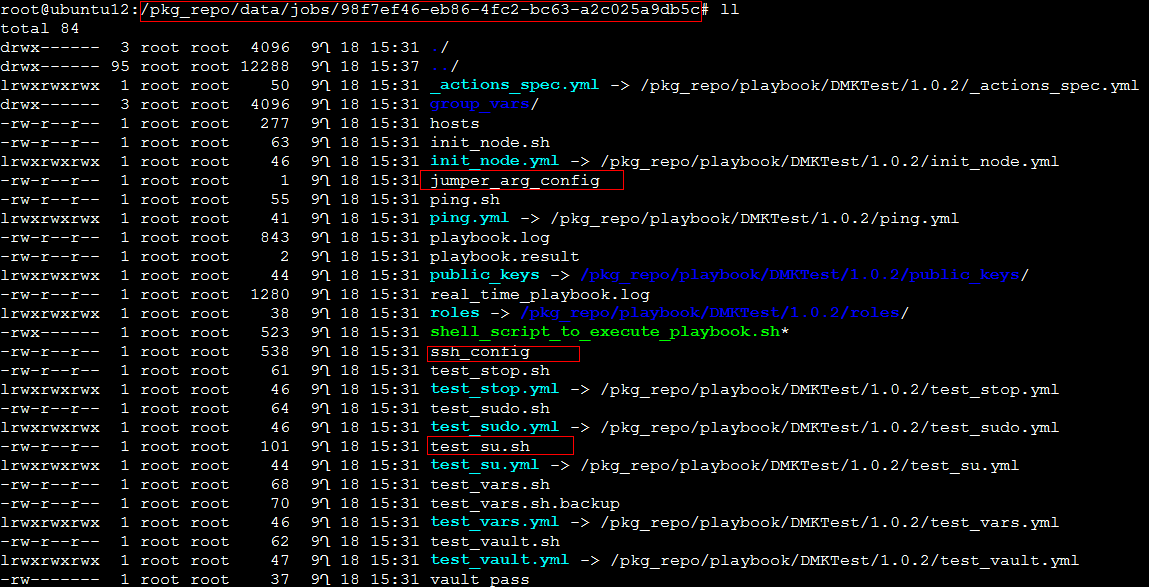 root@ubuntu12:/pkg_repo/data/jobs/98f7ef46-eb86-4fc2-bc63-a2c025a9db5c# ll
total 84
drwx------  3 root root  4096  9月 18 15:31 ./
drwx------ 95 root root 12288  9月 18 15:37 ../
lrwxrwxrwx  1 root root    50  9月 18 15:31 _actions_spec.yml -> /pkg_repo/playbook/DMKTest/1.0.2/_actions_spec.yml
drwx------  3 root root  4096  9月 18 15:31 group_vars/
-rw-r--r--  1 root root   277  9月 18 15:31 hosts
-rw-r--r--  1 root root    63  9月 18 15:31 init_node.sh
lrwxrwxrwx  1 root root    46  9月 18 15:31 init_node.yml -> /pkg_repo/playbook/DMKTest/1.0.2/init_node.yml
-rw-r--r--  1 root root     1  9月 18 15:31 jumper_arg_config
-rw-r--r--  1 root root    55  9月 18 15:31 ping.sh
lrwxrwxrwx  1 root root    41  9月 18 15:31 ping.yml -> /pkg_repo/playbook/DMKTest/1.0.2/ping.yml
-rw-r--r--  1 root root   843  9月 18 15:31 playbook.log
-rw-r--r--  1 root root     2  9月 18 15:31 playbook.result
lrwxrwxrwx  1 root root    44  9月 18 15:31 public_keys -> /pkg_repo/playbook/DMKTest/1.0.2/public_keys/
-rw-r--r--  1 root root  1280  9月 18 15:31 real_time_playbook.log
lrwxrwxrwx  1 root root    38  9月 18 15:31 roles -> /pkg_repo/playbook/DMKTest/1.0.2/roles/
-rwx------  1 root root   523  9月 18 15:31 shell_script_to_execute_playbook.sh*
-rw-r--r--  1 root root   538  9月 18 15:31 ssh_config
-rw-r--r--  1 root root    61  9月 18 15:31 test_stop.sh
lrwxrwxrwx  1 root root    46  9月 18 15:31 test_stop.yml -> /pkg_repo/playbook/DMKTest/1.0.2/test_stop.yml
-rw-r--r--  1 root root    64  9月 18 15:31 test_sudo.sh
lrwxrwxrwx  1 root root    46  9月 18 15:31 test_sudo.yml -> /pkg_repo/playbook/DMKTest/1.0.2/test_sudo.yml
-rw-r--r--  1 root root   101  9月 18 15:31 test_su.sh
lrwxrwxrwx  1 root root    44  9月 18 15:31 test_su.yml -> /pkg_repo/playbook/DMKTest/1.0.2/test_su.yml
-rw-r--r--  1 root root    68  9月 18 15:31 test_vars.sh
-rw-r--r--  1 root root    70  9月 18 15:31 test_vars.sh.backup
lrwxrwxrwx  1 root root    46  9月 18 15:31 test_vars.yml -> /pkg_repo/playbook/DMKTest/1.0.2/test_vars.yml
-rw-r--r--  1 root root    62  9月 18 15:31 test_vault.sh
lrwxrwxrwx  1 root root    47  9月 18 15:31 test_vault.yml -> /pkg_repo/playbook/DMKTest/1.0.2/test_vault.yml
-rw-------  1 root root    37  9月 18 15:31 vault_pass